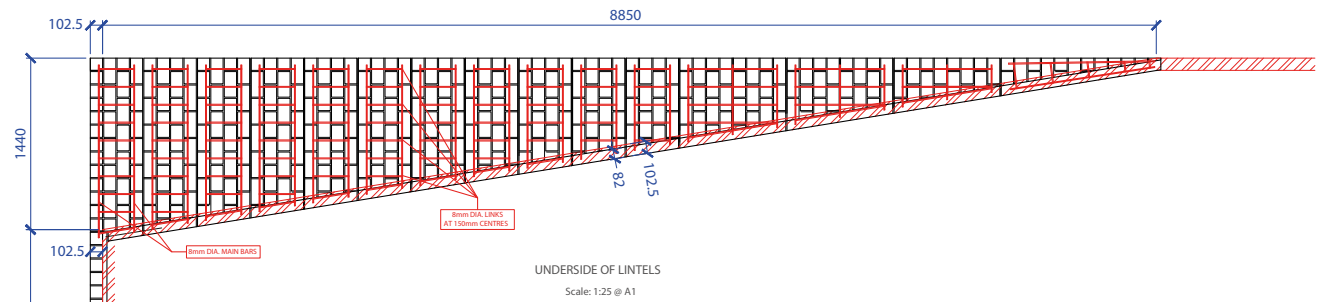 8850
102.5
1440
82
102.5
8mm DIA. LINKS
AT 150mm CENTRES
102.5
8mm DIA. MAIN BARS
UNDERSIDE OF LINTELS
Scale: 1:25 @ A1